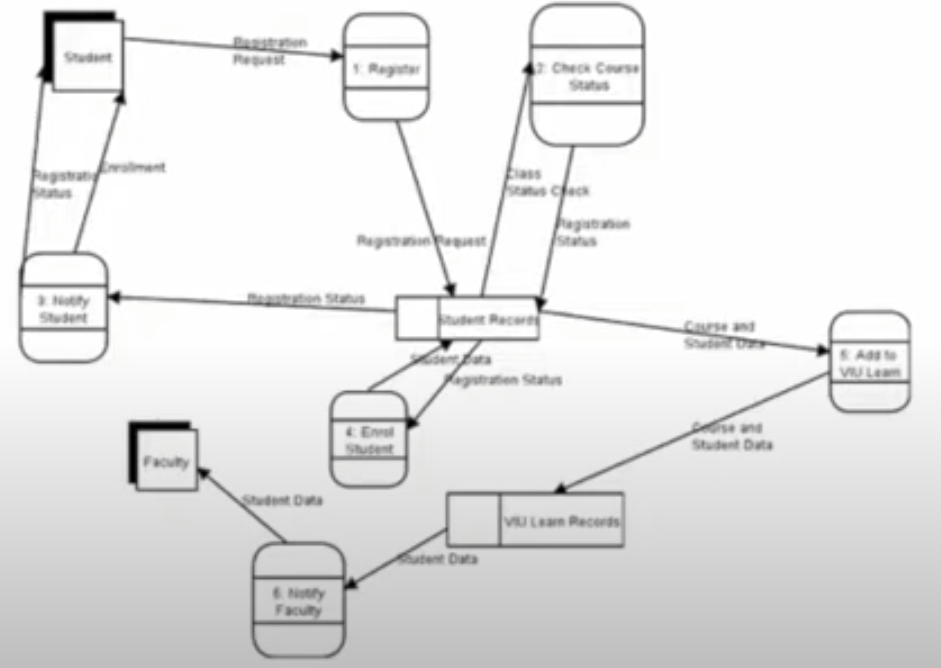 Student
Registration
Request
1: Register
2: Check Course
Status
Registratio
Status
Enrollment
Class
Status Check
Registration
Status
Registration Request
3: Notify
Student
Registration Status
Student Records
Course and
Student Data
5: Add to
VIU Learn
Student Data
Registration Status
4: Enrol
Student
Course and
Student Data
Faculty
Student Data
VIU Learn Records
Student Data
6: Notify
Faculty